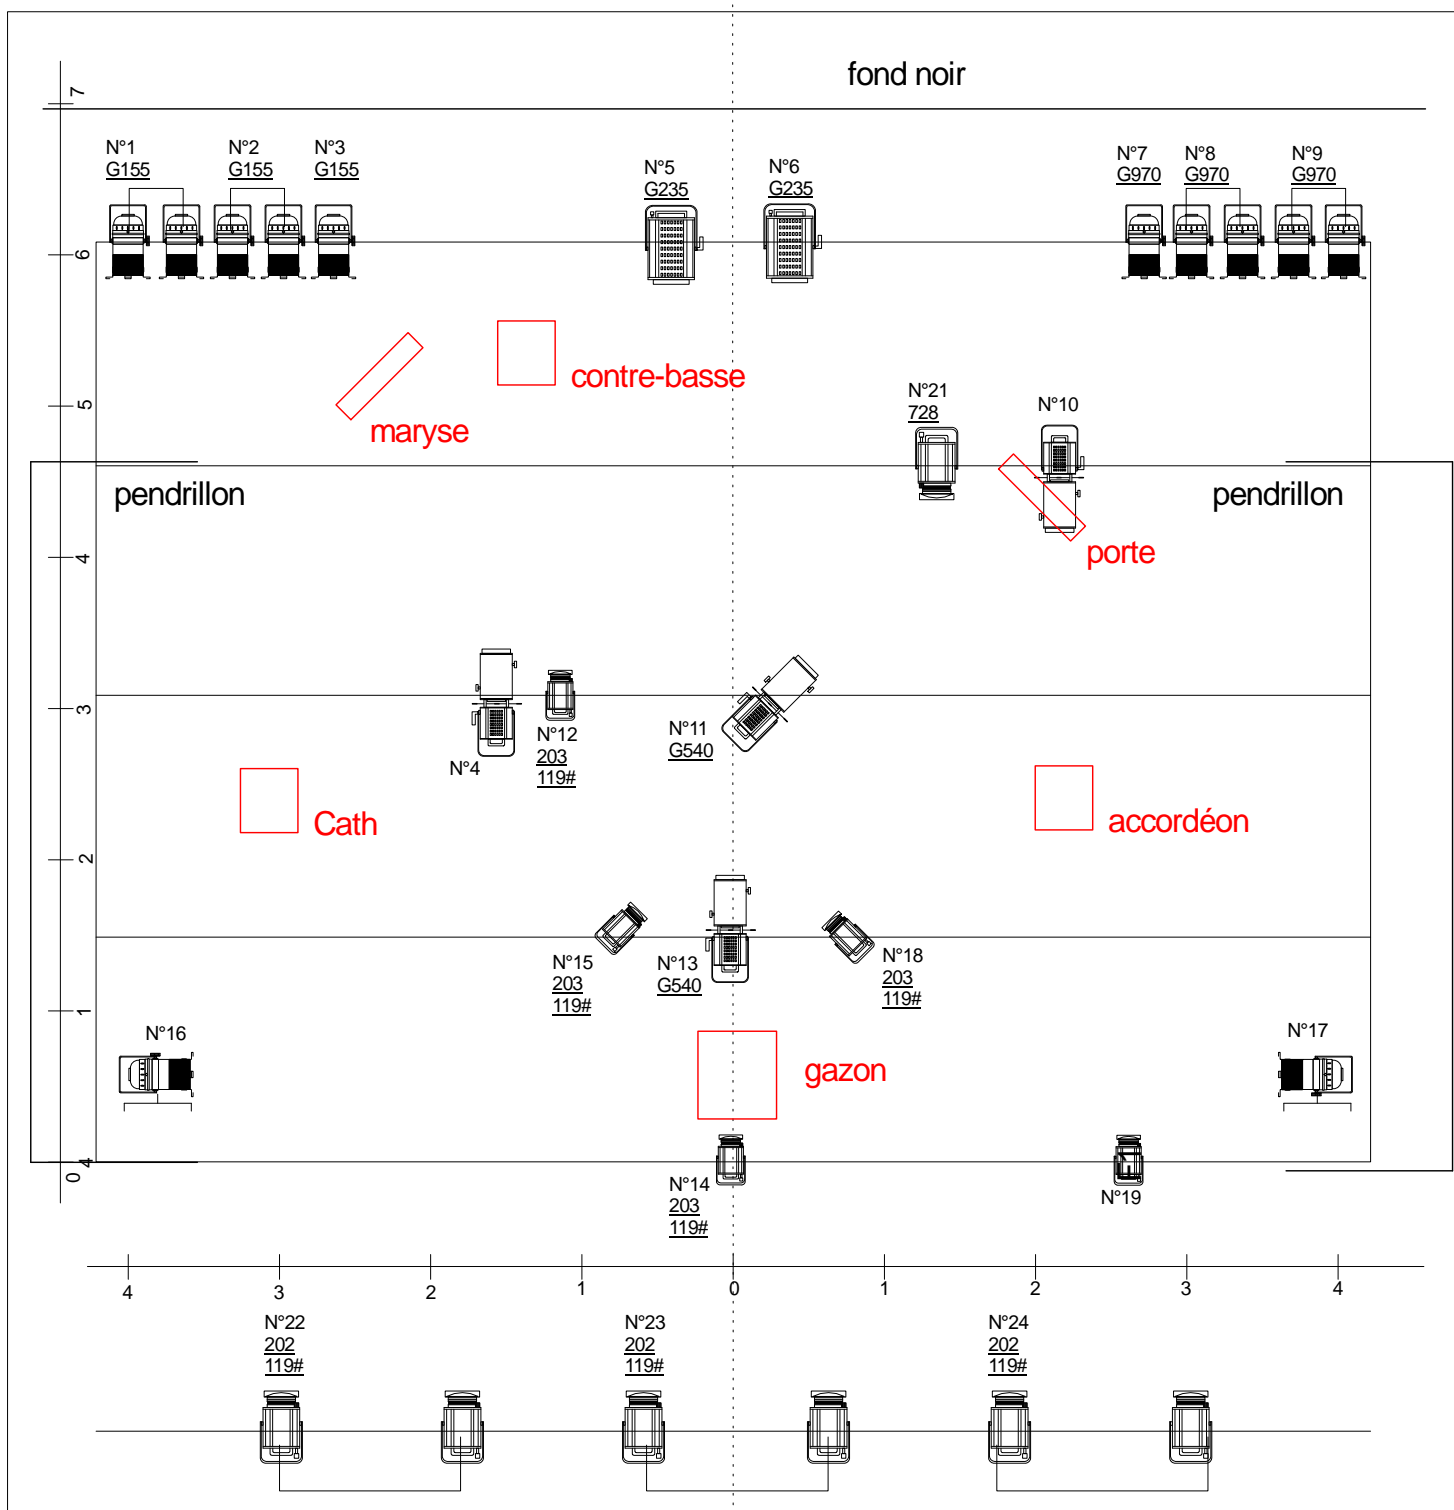 fond noir
7
N°1
G155
N°2
G155
N°3
G155
N°5
G235
N°6
G235
N°7
G970
N°8
G970
N°9
G970
6
contre-basse
maryse
5
N°21
728
N°10
pendrillon
pendrillon
porte
4
3
N°4
N°12
203
119#
N°11
G540
Cath
accordéon
2
N°15
203
119#
N°13
G540
N°18
203
119#
1
N°16
N°17
gazon
4
0
N°14
203
119#
N°19
4 3 2 1 0 1 2 3 4
N°22
202
119#
N°23
202
119#
N°24
202
119#